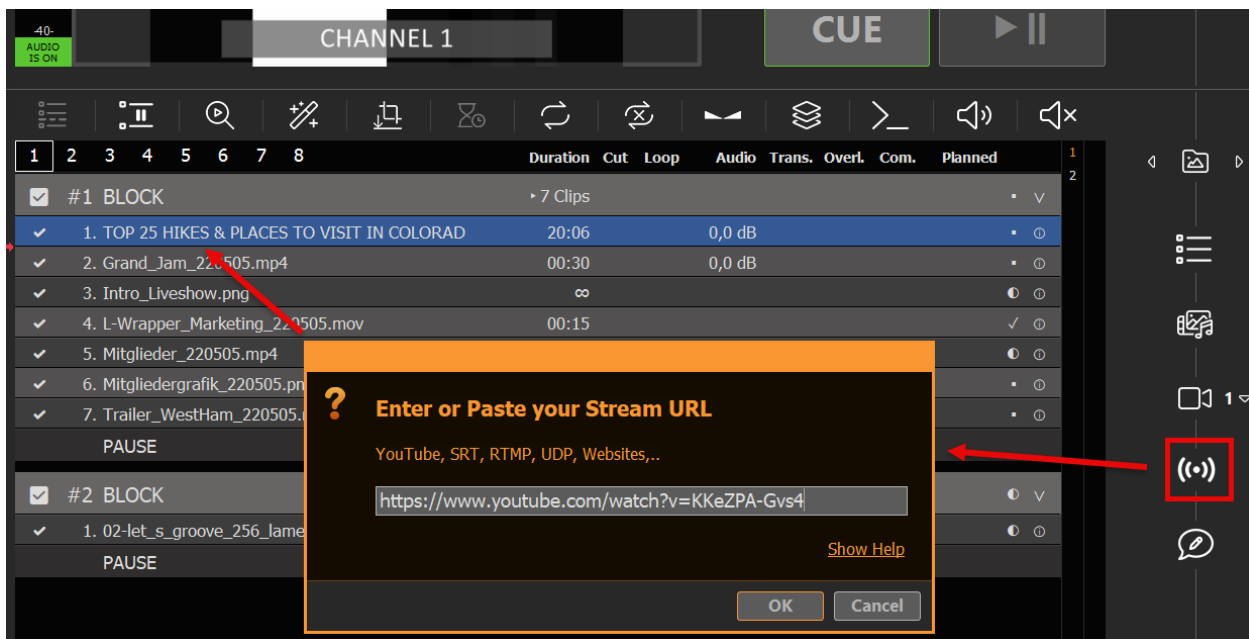 -40-
AUDIO
IS ON
CHANNEL 1
CUE
1 2 3 4 5 6 7 8 Duration Cut Loop Audio Trans. Overl. Com. Planned 1
2
#1 BLOCK ‣ 7 Clips
1. TOP 25 HIKES & PLACES TO VISIT IN COLORAD 20:06 0,0 dB
2. Grand_Jam_220505.mp4 00:30 0,0 dB
3. Intro_Liveshow.png ∞
4. L-Wrapper_Marketing_220505.mov 00:15
5. Mitglieder_220505.mp4
6. Mitgliedergrafik_220505.pn
7. Trailer_WestHam_220505.
PAUSE
#2 BLOCK
1. 02-let_s_groove_256_lame
PAUSE
?
Enter or Paste your Stream URL
YouTube, SRT, RTMP, UDP, Websites,..
https://www.youtube.com/watch?v=KKeZPA-Gvs4
Show Help
OK Cancel
1